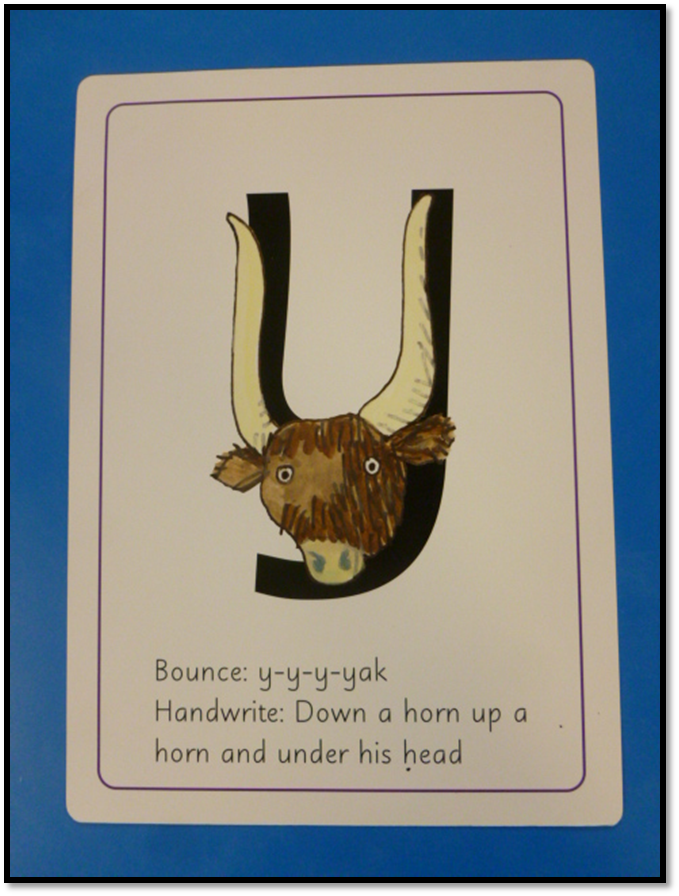 y
Bounce: y-y-y-yak
Handwrite: Down a horn up a
horn and under his head